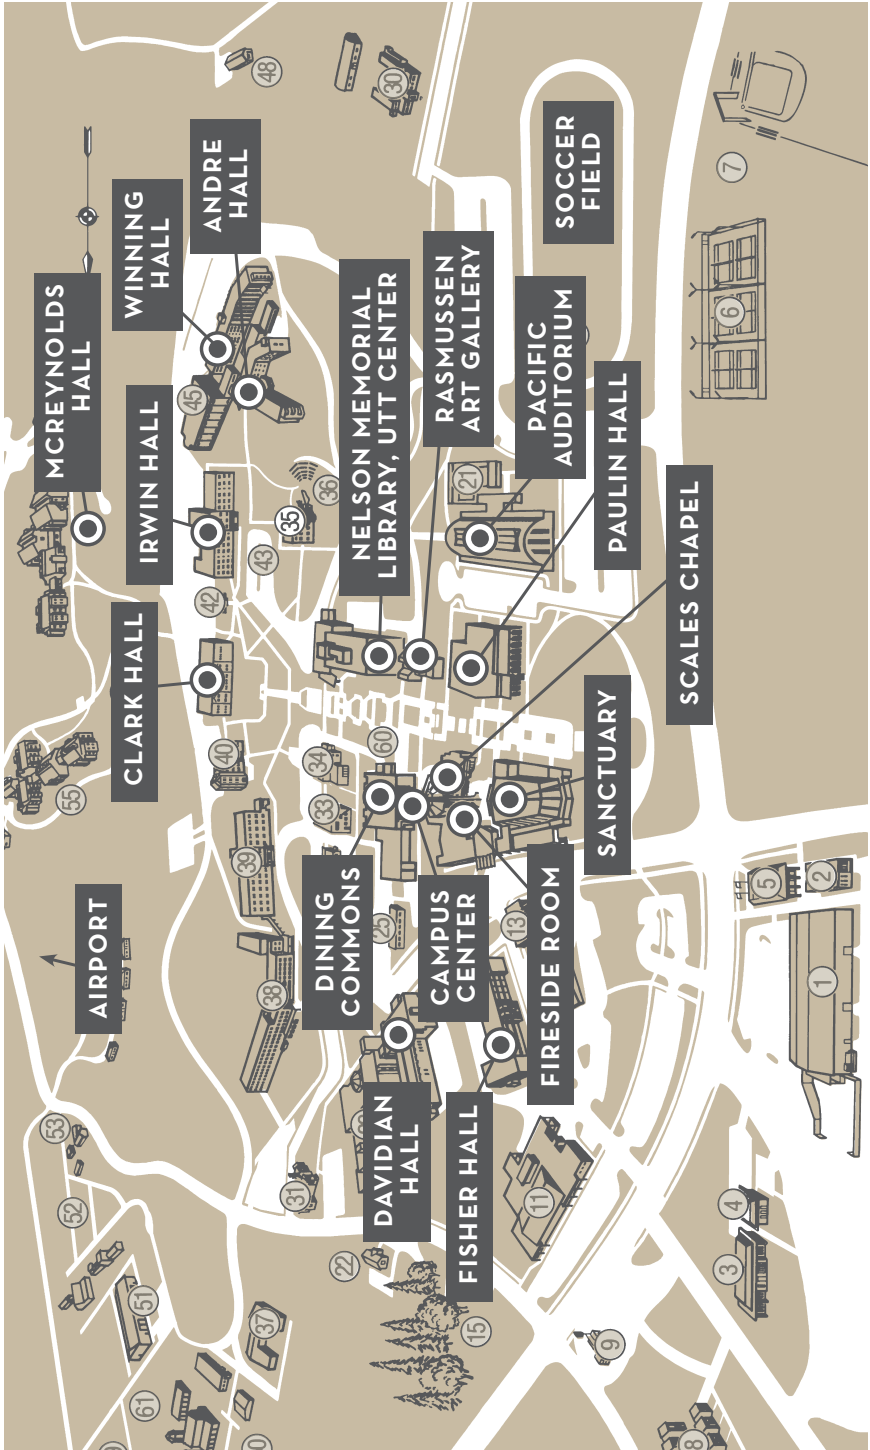 MCREYNOLDS
HALL
AIRPORT
53
55
52
CLARK HALL
WINNING
HALL
IRWIN HALL
61
51
45
42
40
ANDRE
HALL
39
37
43
48
38
35
31
DINING
COMMONS
34
33
36
22
NELSON MEMORIAL
LIBRARY, UTT CENTER
60
25
DAVIDIAN
HALL
30
CAMPUS
CENTER
RASMUSSEN
ART GALLERY
21
FISHER HALL
15
13
PACIFIC
AUDITORIUM
FIRESIDE ROOM
11
SOCCER
FIELD
SANCTUARY
PAULIN HALL
9
SCALES CHAPEL
8
3
4
7
6
5
2
1